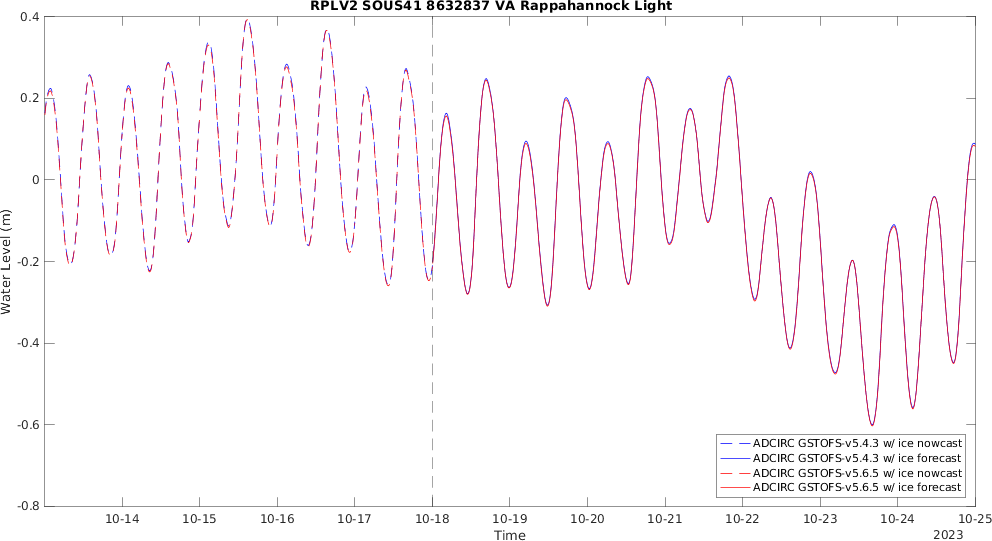 RPLV2 SOUS41 8632837 VA Rappahannock Light
0.4
0.2
0
-0.2
-0.4
-0.6
-0.8
Water Level (m)
ADCIRC GSTOFS-v5.4.3 w/ ice nowcast
ADCIRC GSTOFS-v5.4.3 w/ ice forecast
ADCIRC GSTOFS-v5.6.5 w/ ice nowcast
ADCIRC GSTOFS-v5.6.5 w/ ice forecast
10-14 10-15 10-16 10-17 10-18 10-19 10-20 10-21 10-22 10-23 10-24 10-25
Time
2023